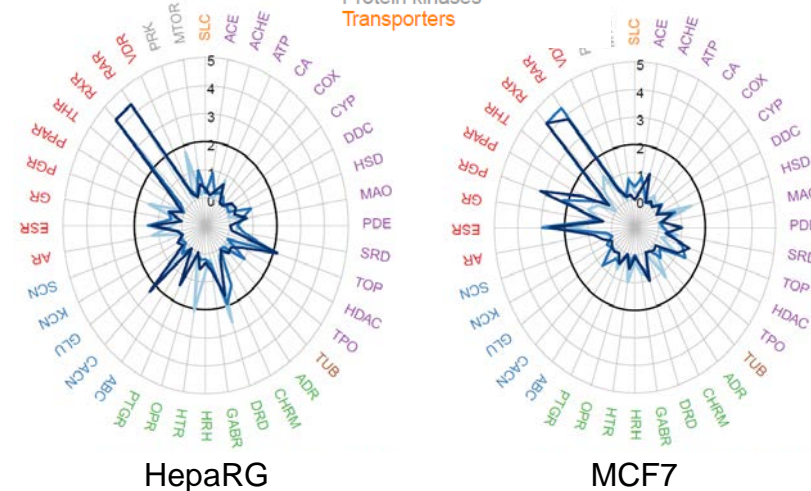 Protein kinases
Transporters
SLC
ACE
ACHE
ATP
CA
COX
CYP
DDC
HSD
MAO
PDE
SRD
TOP
HDAC
TPO
TUB
ADR
CHRM
DRD
GABR
HRH
HTR
OPR
PTGR
ABC
CACN
GLU
KCN
SCN
AR
ESR
GR
PGR
PPAR
THR
RXR
RAR
VDR
PRK
MTOR
5
4
3
2
0
HepaRG
SLC
ACE
ACHE
ATP
CA
COX
CYP
DDC
HSD
MAO
PDE
SRD
TOP
HDAC
TPO
TUB
ADR
CHRM
DRD
GABR
HRH
HTR
OPR
PTGR
ABC
CACN
GLU
KCN
SCN
AR
ESR
GR
PGR
PPAR
THR
RXR
RAR
5
4
3
2
0
MCF7